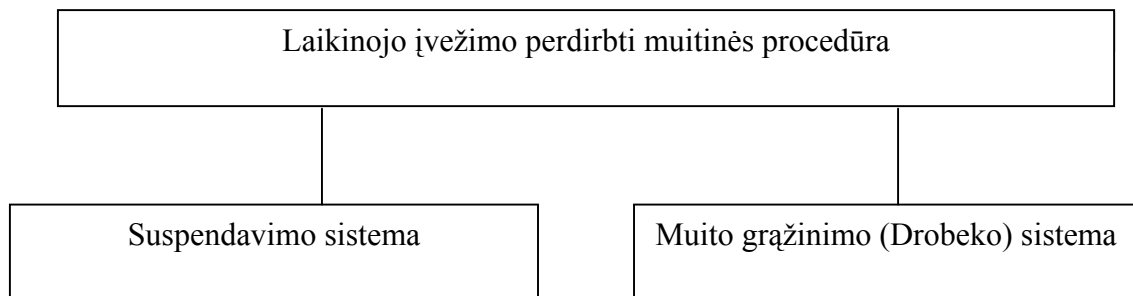 Laikinojo įvežimo perdirbti muitinės procedūra
Suspendavimo sistema
Muito grąžinimo (Drobeko) sistema